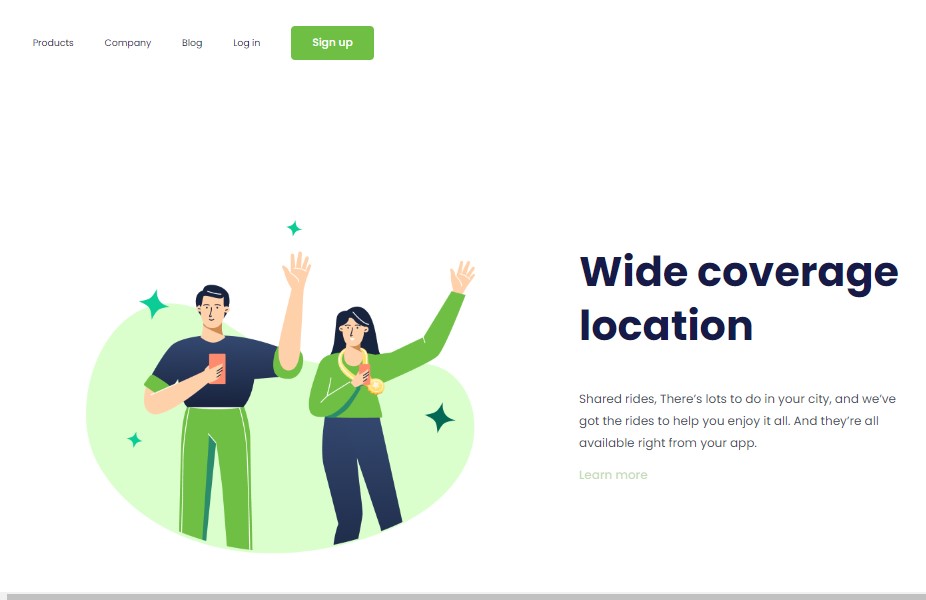 Products Company Blog Log in Sign up
Wide coverage
location
Shared rides, There's lots to do in your city, and we've
got the rides to help you enjoy it all. And they're all
available right from your app.
Learn more